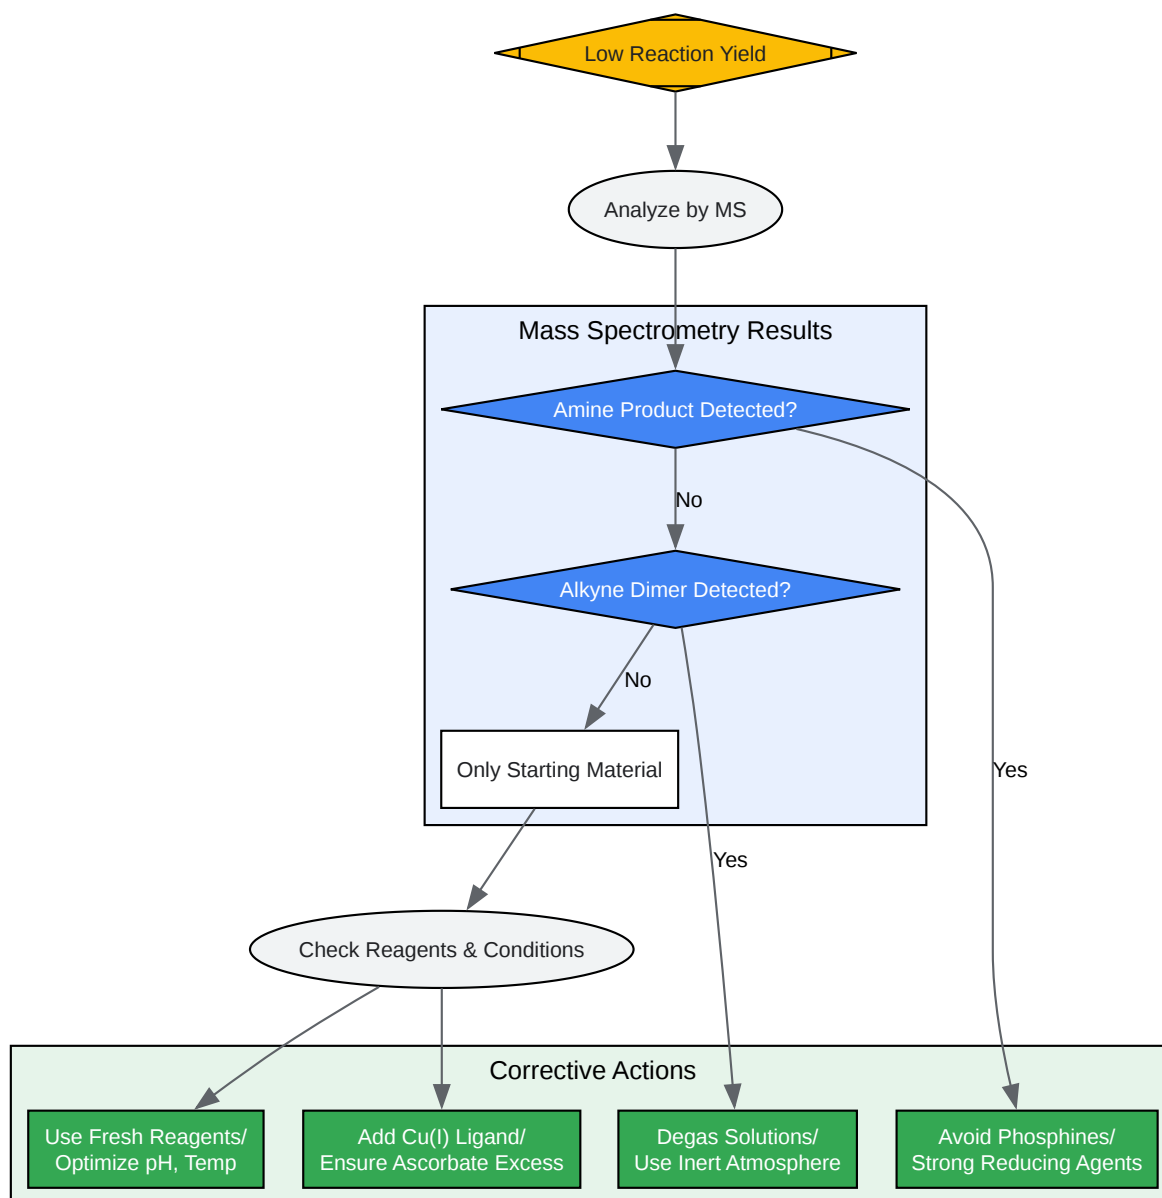 Low Reaction Yield
Analyze by MS
Mass Spectrometry Results
Amine Product Detected?
No
Alkyne Dimer Detected?
No
Only Starting Material
Yes
Yes
Check Reagents & Conditions
Corrective Actions
Use Fresh Reagents/
Optimize pH, Temp
Add Cu(I) Ligand/
Ensure Ascorbate Excess
Degas Solutions/
Use Inert Atmosphere
Avoid Phosphines/
Strong Reducing Agents